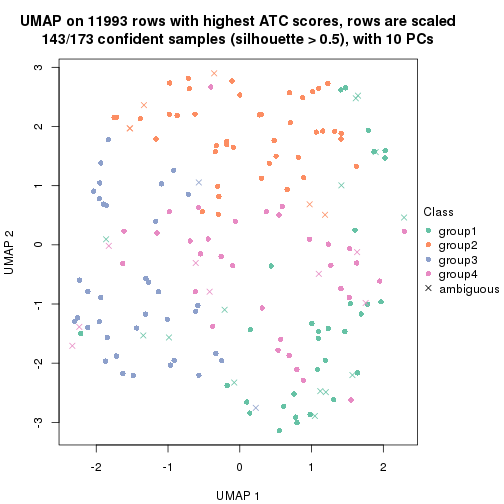 UMAP on 11993 rows with highest ATC scores, rows are scaled
143/173 confident samples (silhouette > 0.5), with 10 PCs
3
2
1
0
-1
-2
-3
UMAP 2
-2
-1
0
1
2
UMAP 1
Class
group1
group2
group3
group4
ambiguous